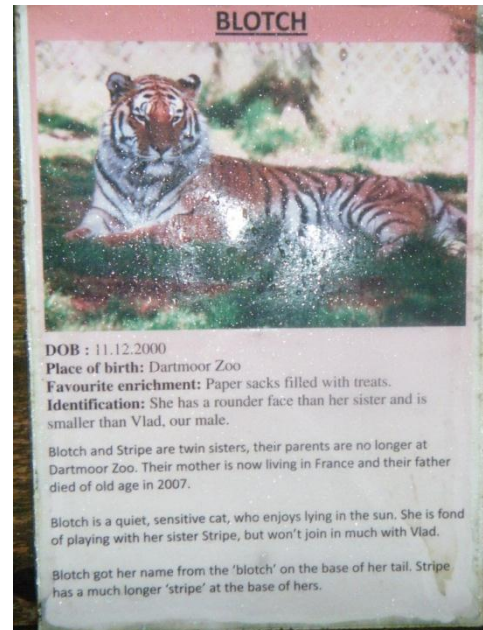 BLOTCH
DOB : 11.12.2000
Place of birth: Dartmoor Zoo
Favourite enrichment: Paper sacks filled with treats.
Identification: She has a rounder face than her sister and is
smaller than Vlad, our male.
Blotch and Stripe are twin sisters, their parents are no longer at
Dartmoor Zoo. Their mother is now living in France and their father
died of old age in 2007.
Blotch is a quiet, sensitive cat, who enjoys lying in the sun. She is fond
of playing with her sister Stripe, but won't join in much with Vlad.
Blotch got her name from the 'blotch' on the base of her tail. Stripe
has a much longer 'stripe' at the base of hers.